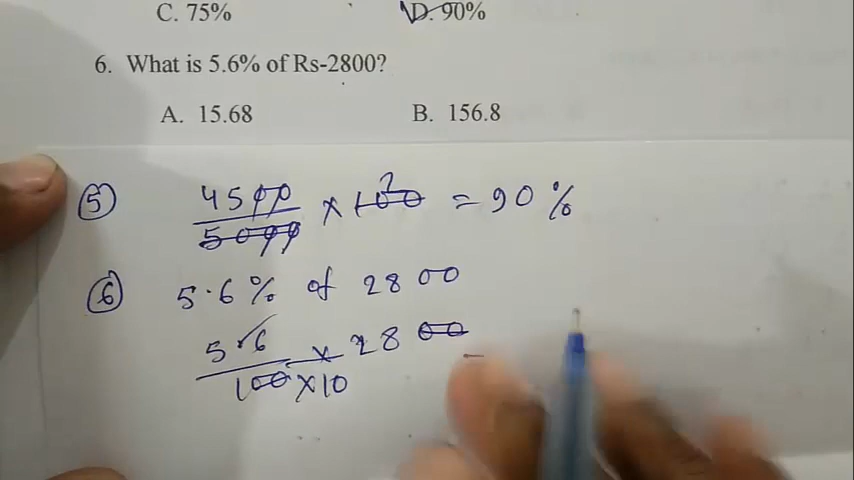 C. 75% D. 90%
6. What is 5.6% of Rs-2800?
A. 15.68 B. 156.8
5 4500/5000 × 100 2 = 90 %
6 5.6% of 2800
5.6/100×10 × 2800